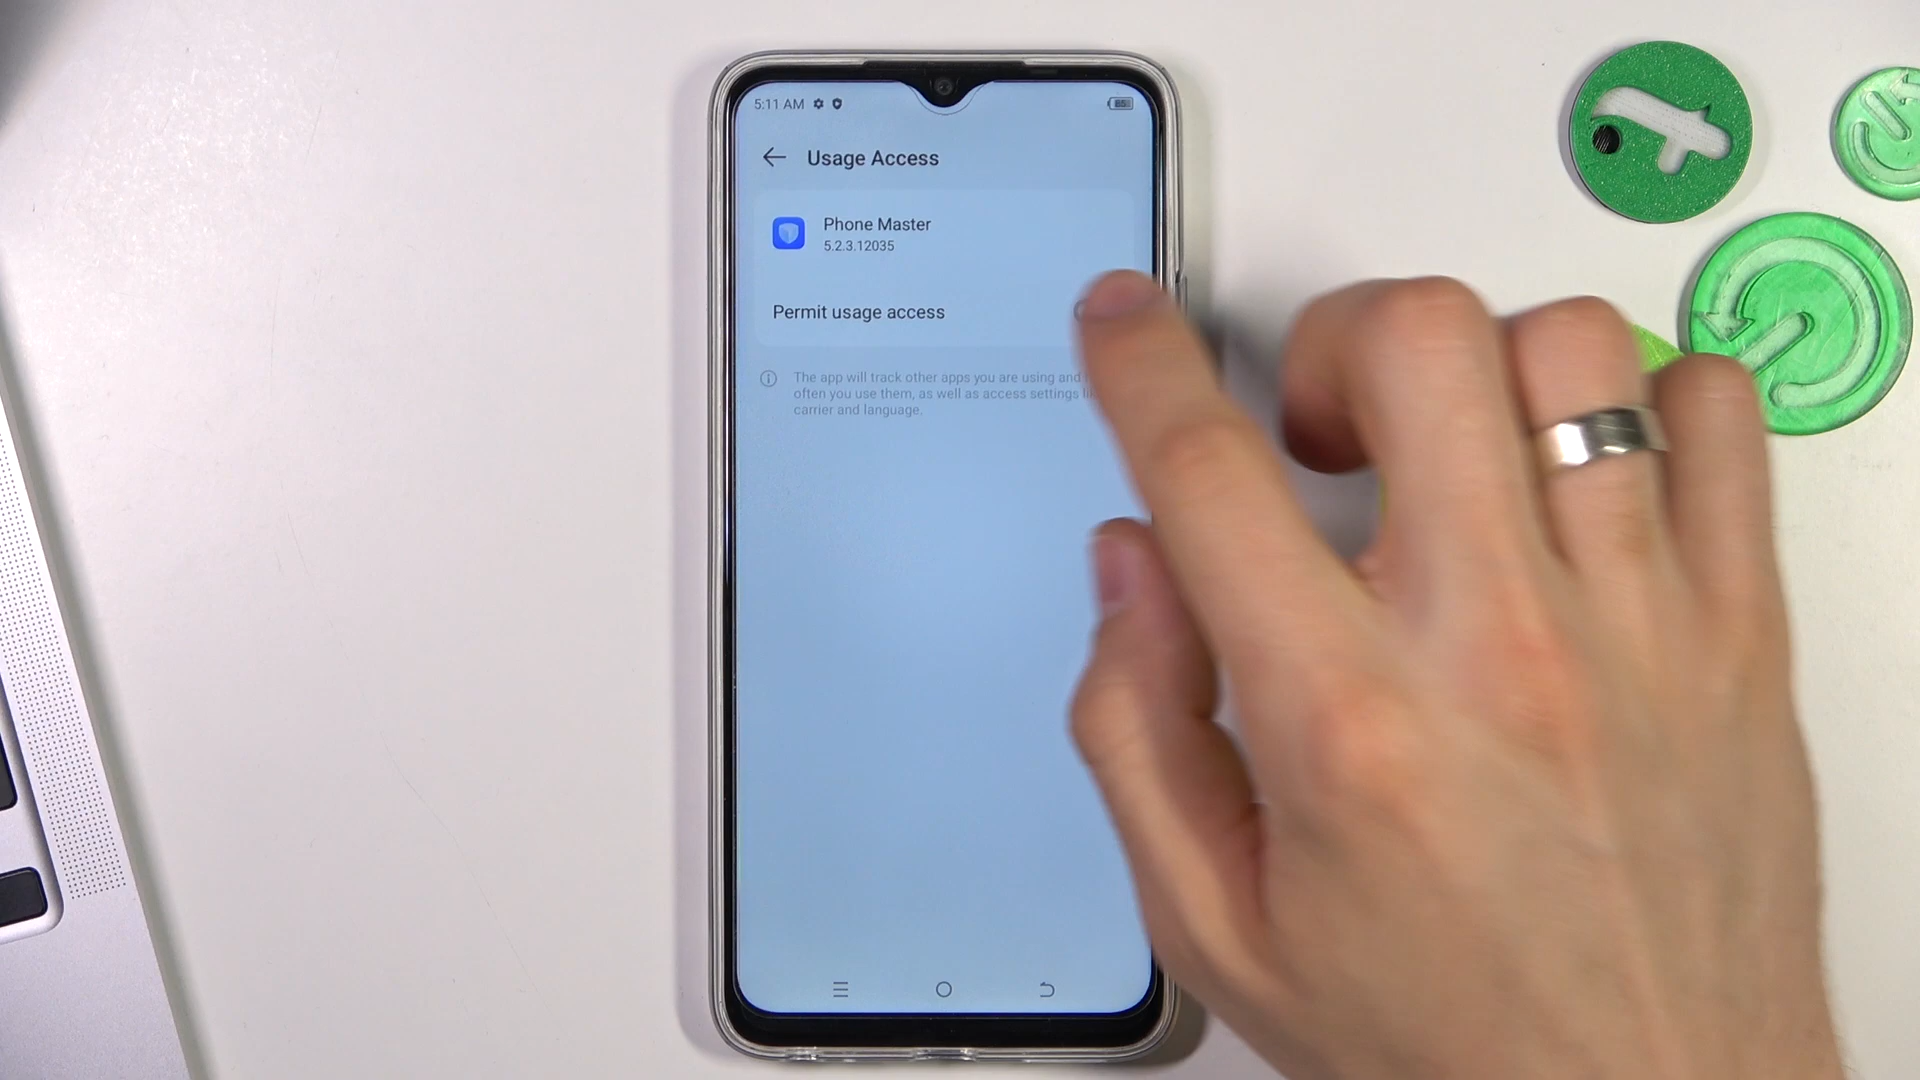 5:11 AM
Usage Access
Phone Master
5.2.3.12035
Permit usage access
The app will track other apps you are using and
often you use them, as well as access settings
carrier and language.